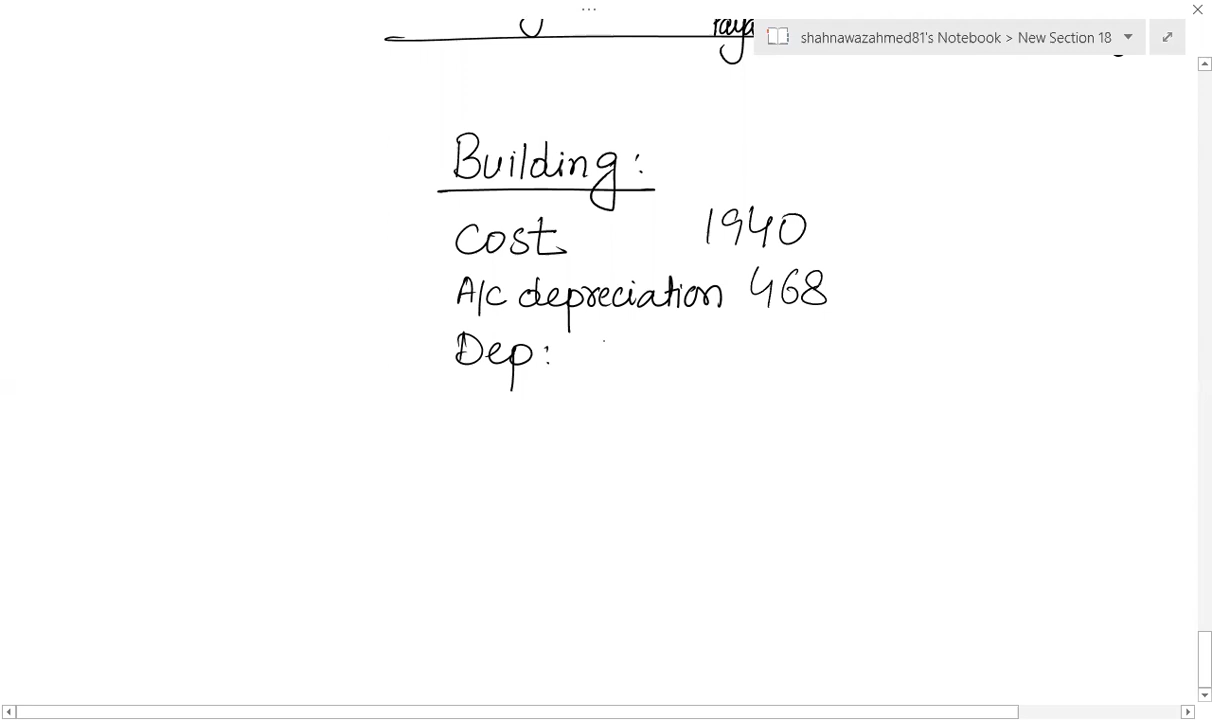 shahnawazahmed81's Notebook > New Section 18
Building:
Cost 1940
A/c depreciation 468
Dep: